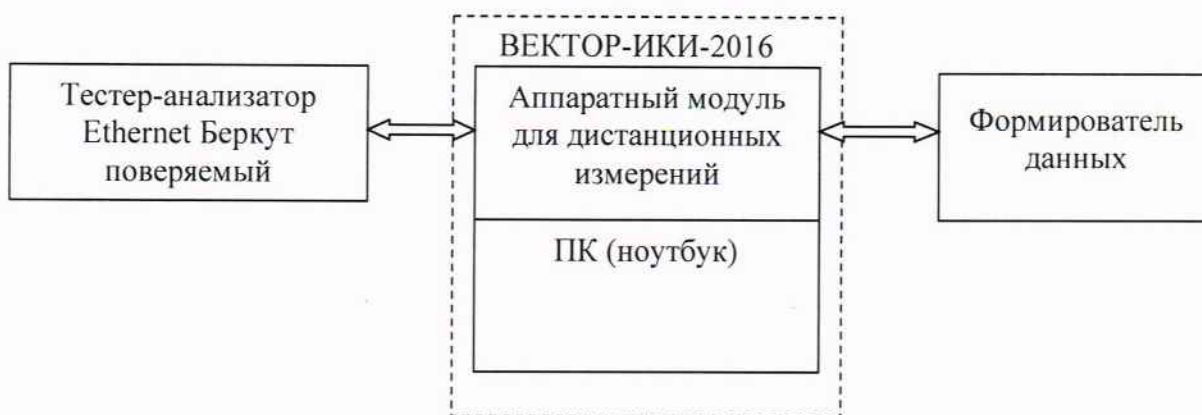 ВЕКТОР-ИКИ-2016
Тестер-анализатор
Ethernet Беркут
поверяемый
Аппаратный модуль
для дистанционных
измерений
ПК (ноутбук)
Формирователь
данных